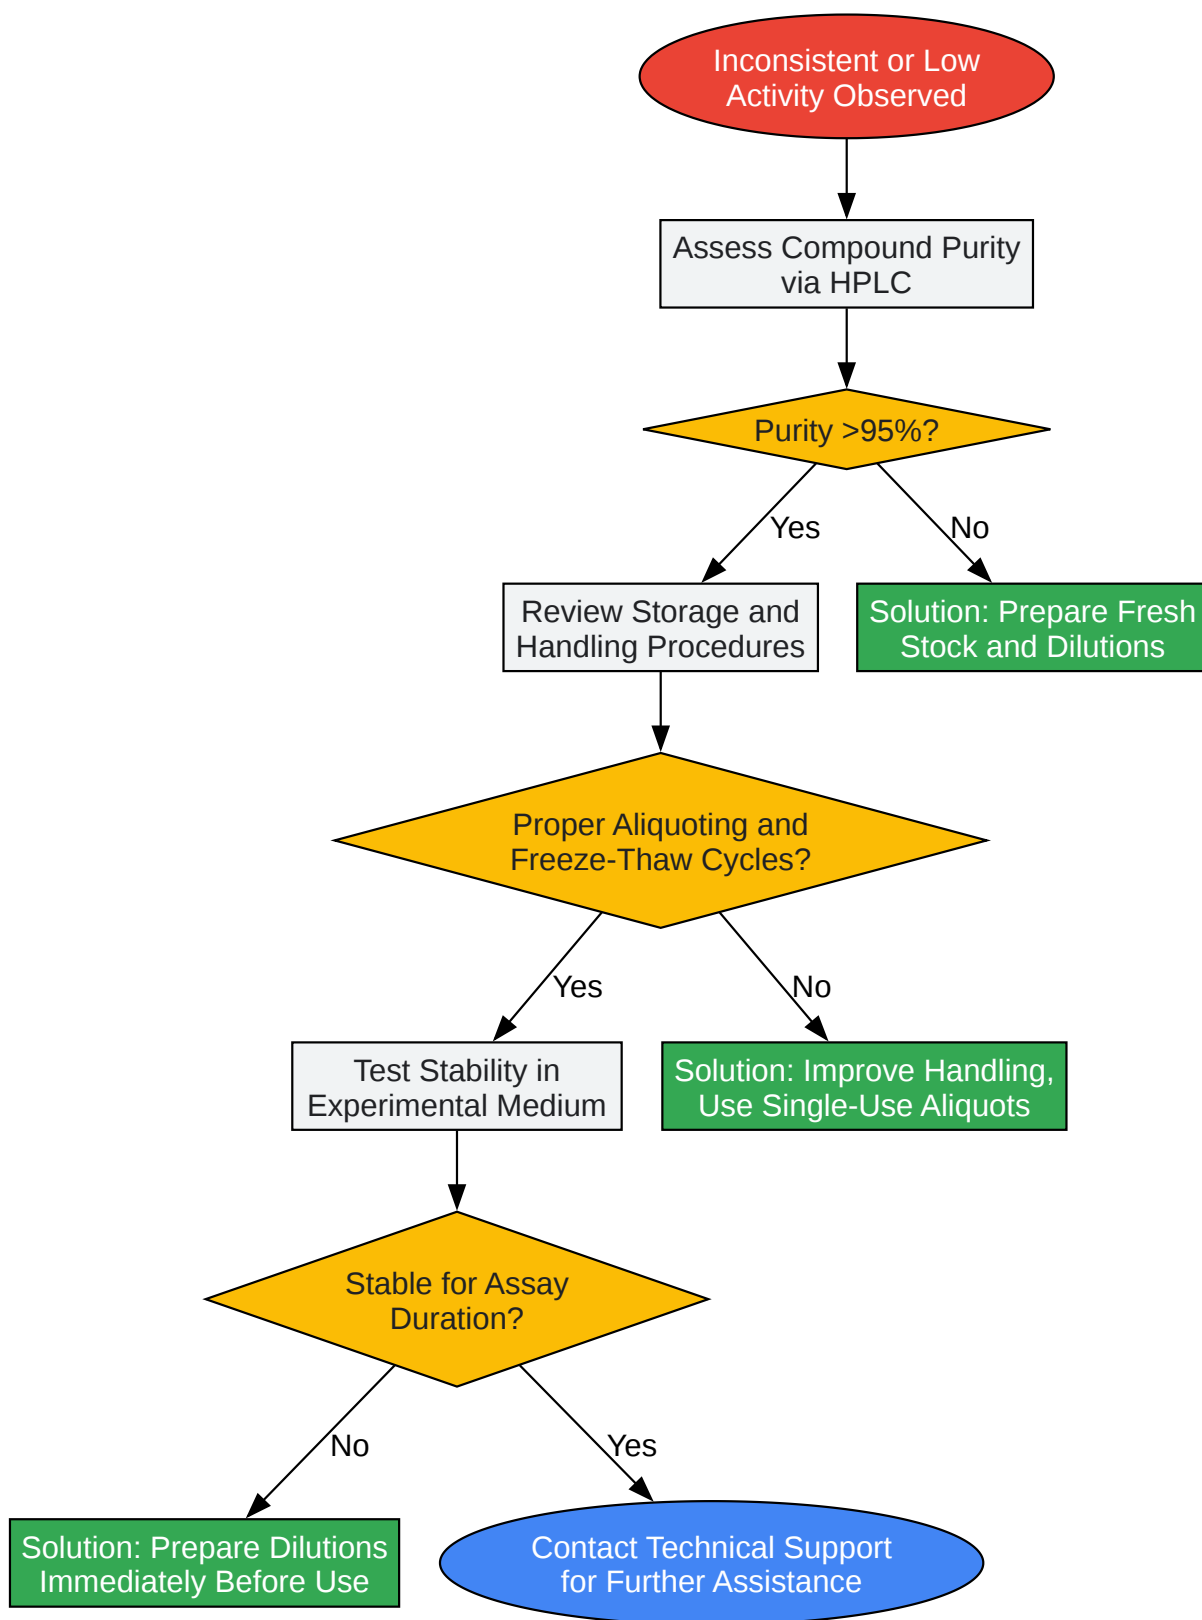 Inconsistent or Low
Activity Observed
Assess Compound Purity
via HPLC
Purity >95%?
Yes
No
Review Storage and
Handling Procedures
Solution: Prepare Fresh
Stock and Dilutions
Proper Aliquoting and
Freeze-Thaw Cycles?
Yes
No
Test Stability in
Experimental Medium
Solution: Improve Handling,
Use Single-Use Aliquots
Stable for Assay
Duration?
No
Yes
Solution: Prepare Dilutions
Immediately Before Use
Contact Technical Support
for Further Assistance